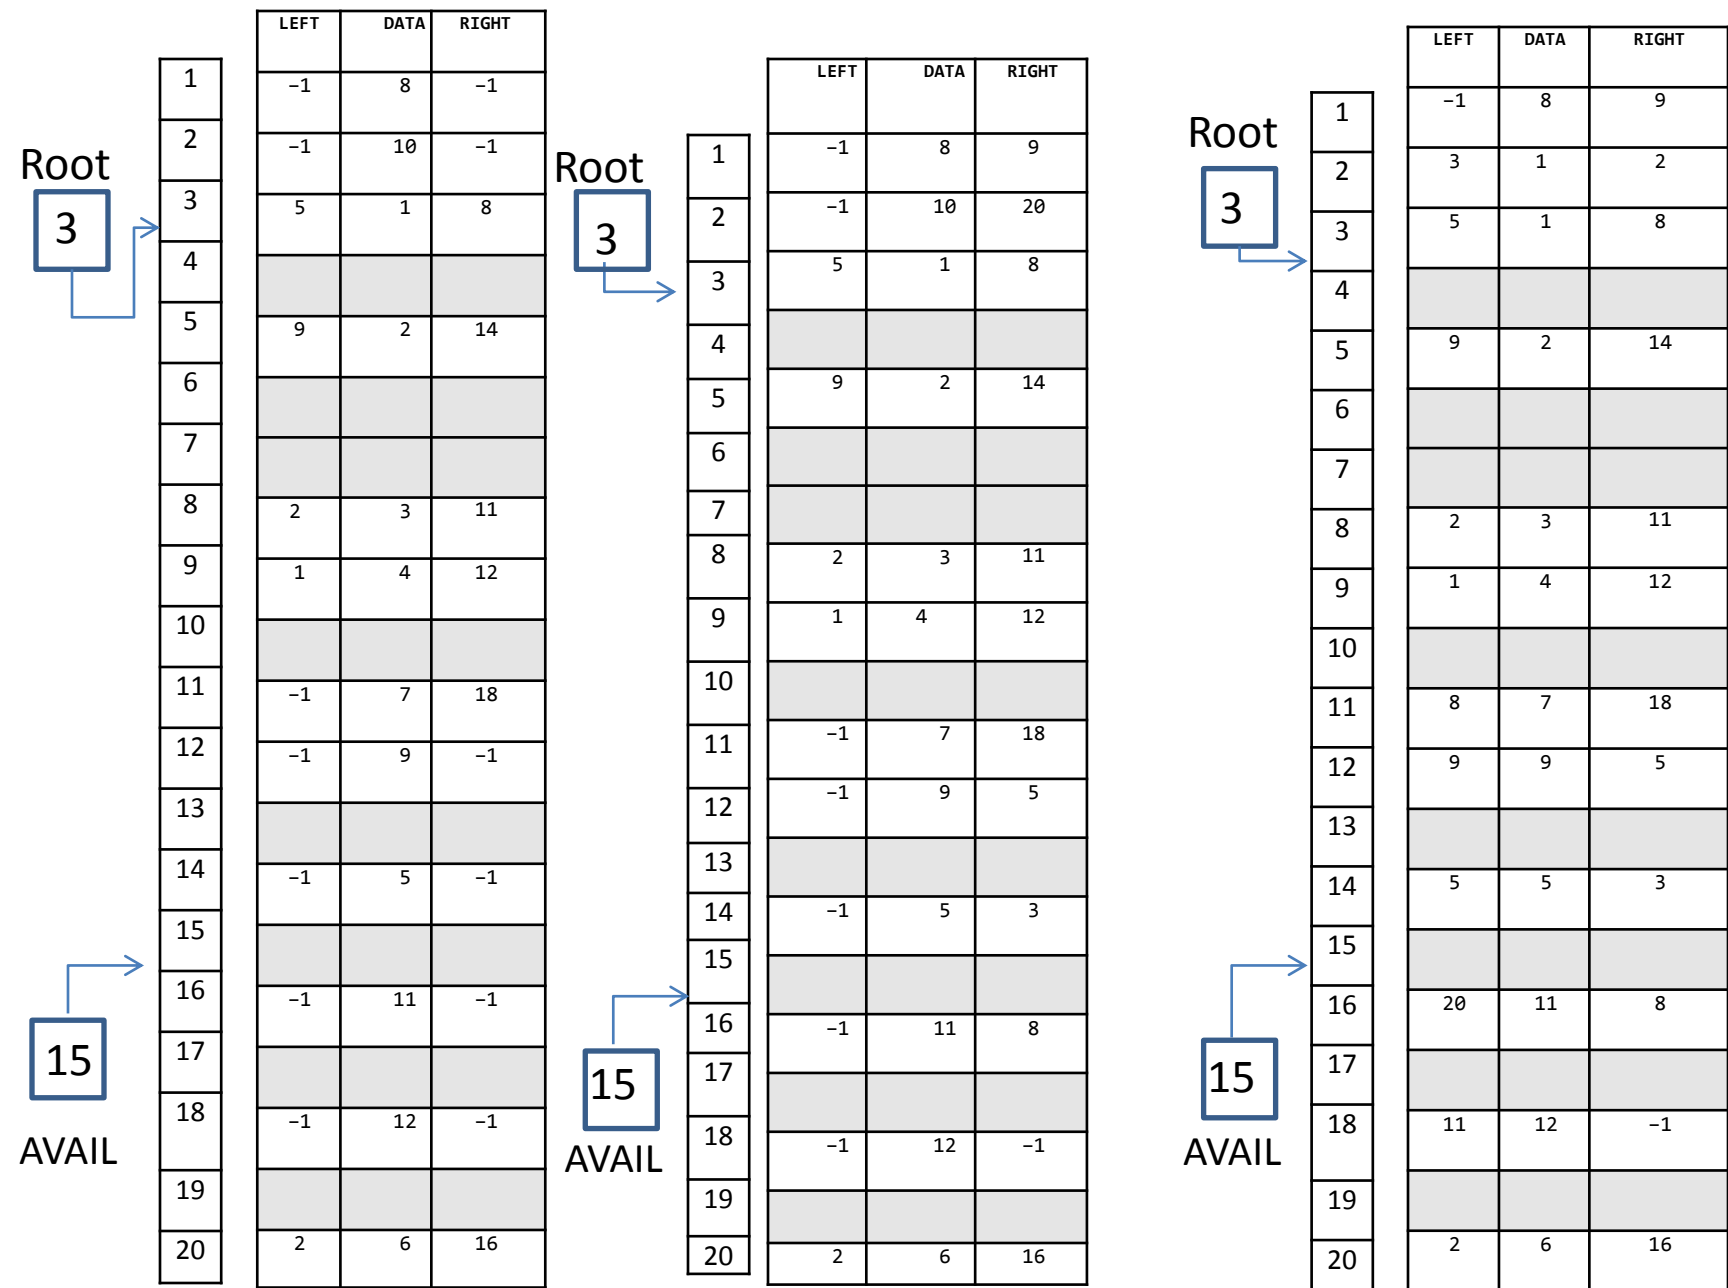 LEFT DATA RIGHT
1 −1 8 −1
2 −1 10 −1
Root
3
3 5 1 8
4
5 9 2 14
6
7
8 2 3 11
9 1 4 12
10
11 −1 7 18
12 −1 9 −1
13
14 −1 5 −1
15
16 −1 11 −1
15
17
18 −1 12 −1
AVAIL
19
20 2 6 16
LEFT DATA RIGHT
1 −1 8 9
Root
2 −1 10 20
3
3 5 1 8
4
5 9 2 14
6
7
8 2 3 11
9 1 4 12
10
11 −1 7 18
12 −1 9 5
13
14 −1 5 3
15
16 −1 11 8
15
17
18 −1 12 −1
AVAIL
19
20 2 6 16
LEFT DATA RIGHT
1 −1 8 9
Root
2 3 1 2
3
3 5 1 8
4
5 9 2 14
6
7
8 2 3 11
9 1 4 12
10
11 8 7 18
12 9 9 5
13
14 5 5 3
15
16 20 11 8
15
17
18 11 12 −1
AVAIL
19
20 2 6 16